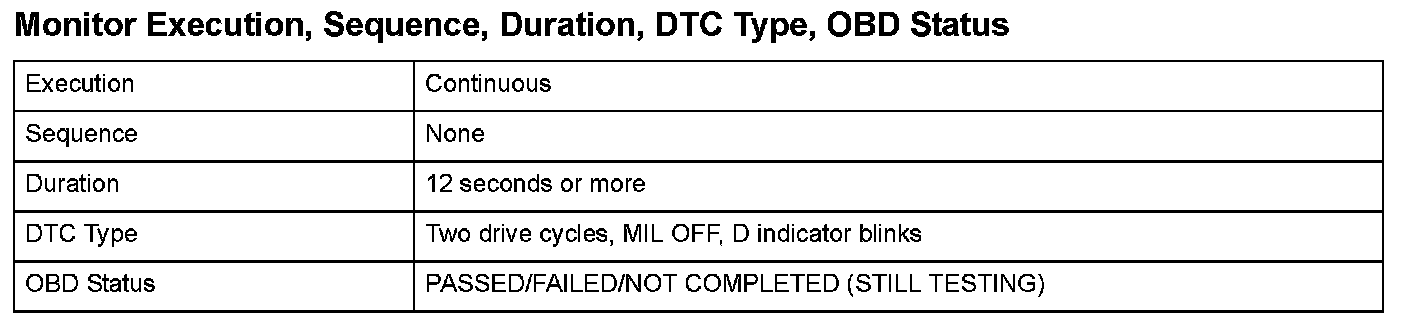 Monitor Execution, Sequence, Duration, DTC Type, OBD Status
Execution Continuous
Sequence None
Duration 12 seconds or more
DTC Type Two drive cycles, MIL OFF, D indicator blinks
OBD Status PASSED/FAILED/NOT COMPLETED (STILL TESTING)